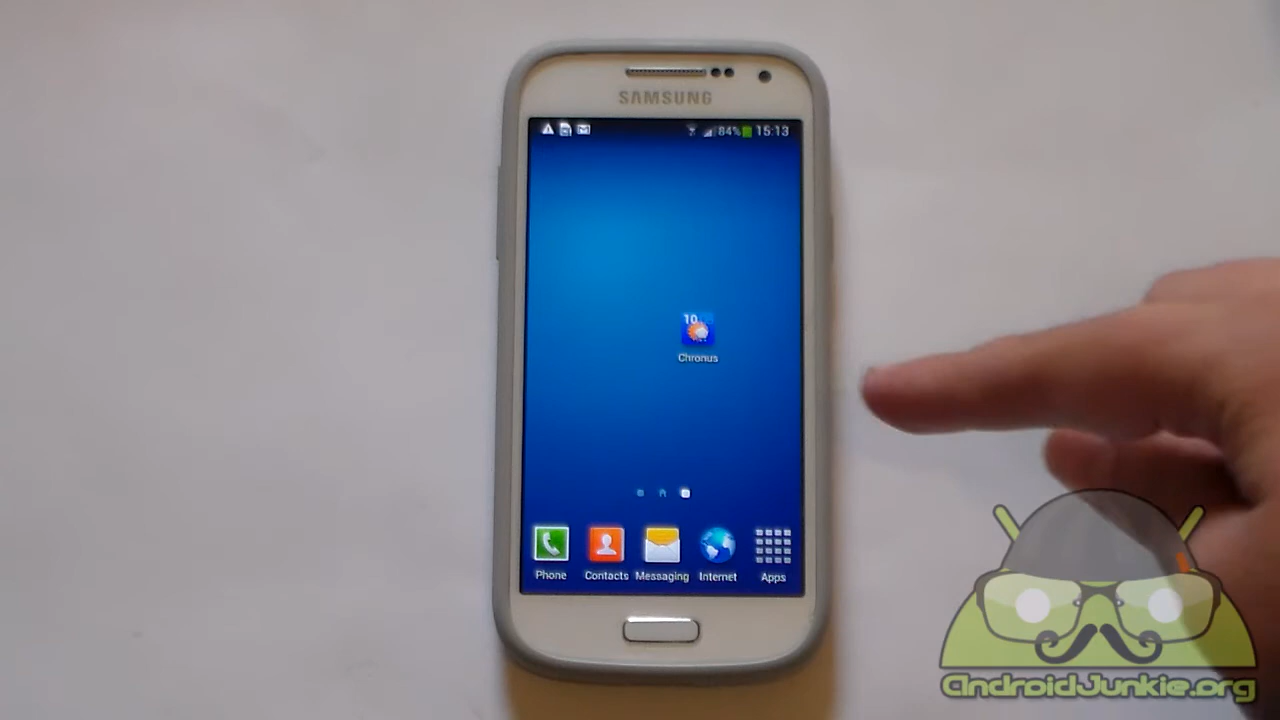 SAMSUNG
84% 15:13
10
Chronus
Phone Contacts Messaging Internet Apps
AndroidJunkie.org